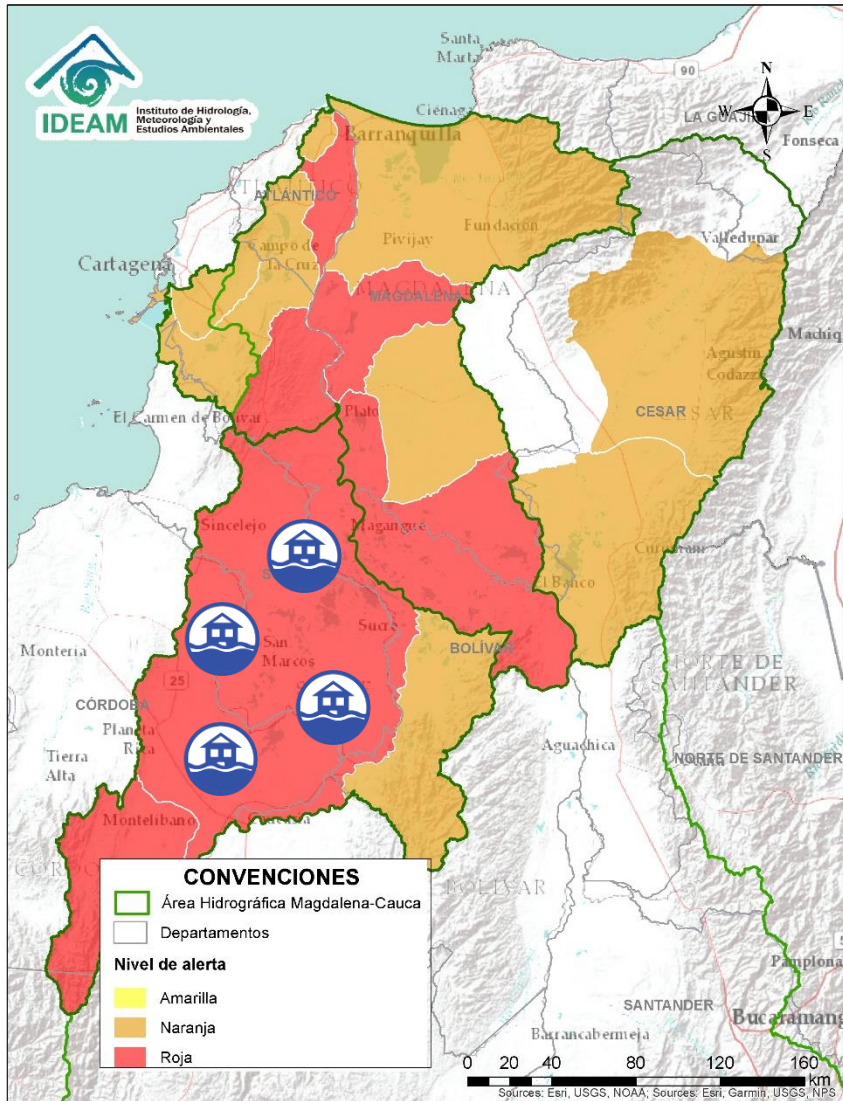 Santa
Marta
90
N
W E
S
IDEAM
Instituto de Hidrología,
Meteorología y
Estudios Ambientales
Ciénaga
Barranquilla
LA GUAJI
Fonseca
ATLÁNTICO
Fundación
Pivijay
Campo de
la Cruz
Valledupar
Cartagena
MAGDALENA
Machiq
Agustín
Codazzi
El Carmen de Bolívar
Plato
CESAR
CESAR
Sincelejo
Magangué
El Banco
Sucre
San
Marcos
BOLÍVAR
Montería
25
NORTE DE
SANTANDER
CÓRDOBA
Planeta
Rica
Tierra
Alta
Aguachica
NORTE DE SANTANDER
Montelíbano
BOLÍVAR
CONVENCIONES
Área Hidrográfica Magdalena-Cauca
Departamentos
Nivel de alerta
Amarilla
Naranja
Roja
Pamplona
SANTANDER
Bucaramang
Barrancabermeja
0 20 40 80 120 160
km
Sources: Esri, USGS, NOAA; Sources: Esri, Garmin, USGS, NPS